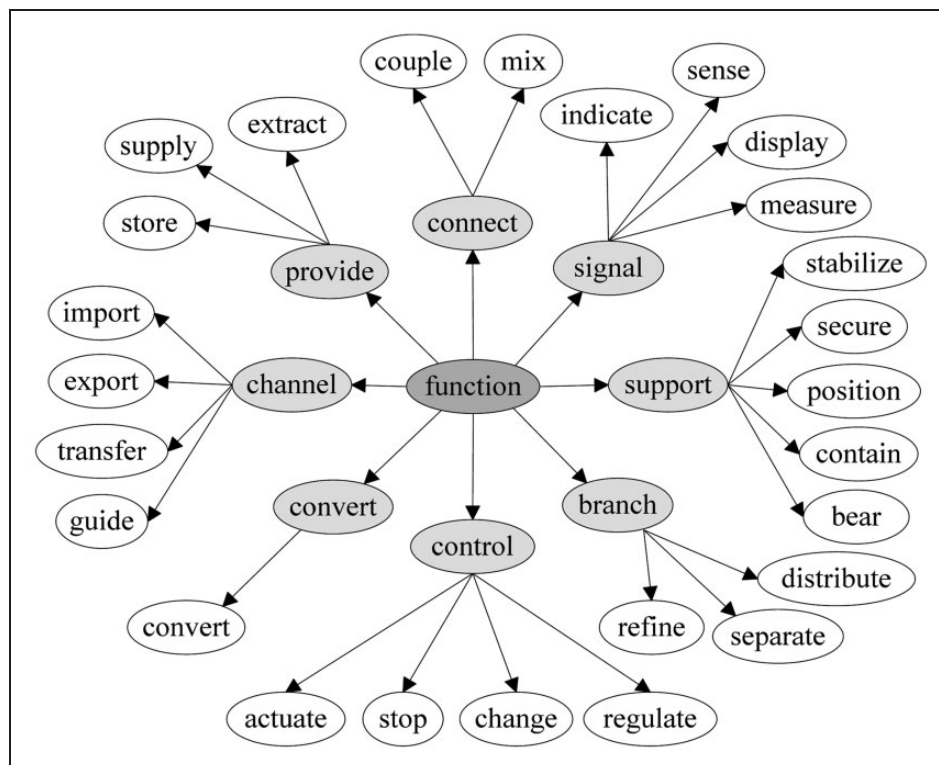 couple
mix
sense
indicate
extract
supply
display
store
connect
measure
provide
signal
stabilize
import
secure
export
channel
function
support
position
transfer
contain
guide
convert
branch
bear
control
distribute
convert
refine
separate
actuate
stop
change
regulate